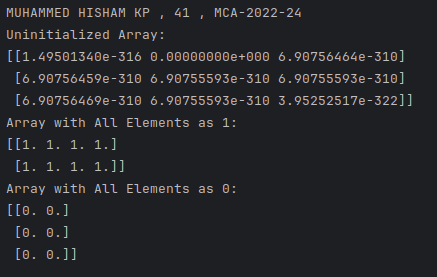 MUHAMMED HISHAM KP , 41 , MCA-2022-24
Uninitialized Array:
[[1.49501340e-316 0.00000000e+000 6.90756464e-310]
 [6.90756459e-310 6.90755593e-310 6.90755593e-310]
 [6.90756469e-310 6.90755593e-310 3.95252517e-322]]
Array with All Elements as 1:
[[1. 1. 1. 1.]
 [1. 1. 1. 1.]]
Array with All Elements as 0:
[[0. 0.]
 [0. 0.]
 [0. 0.]]